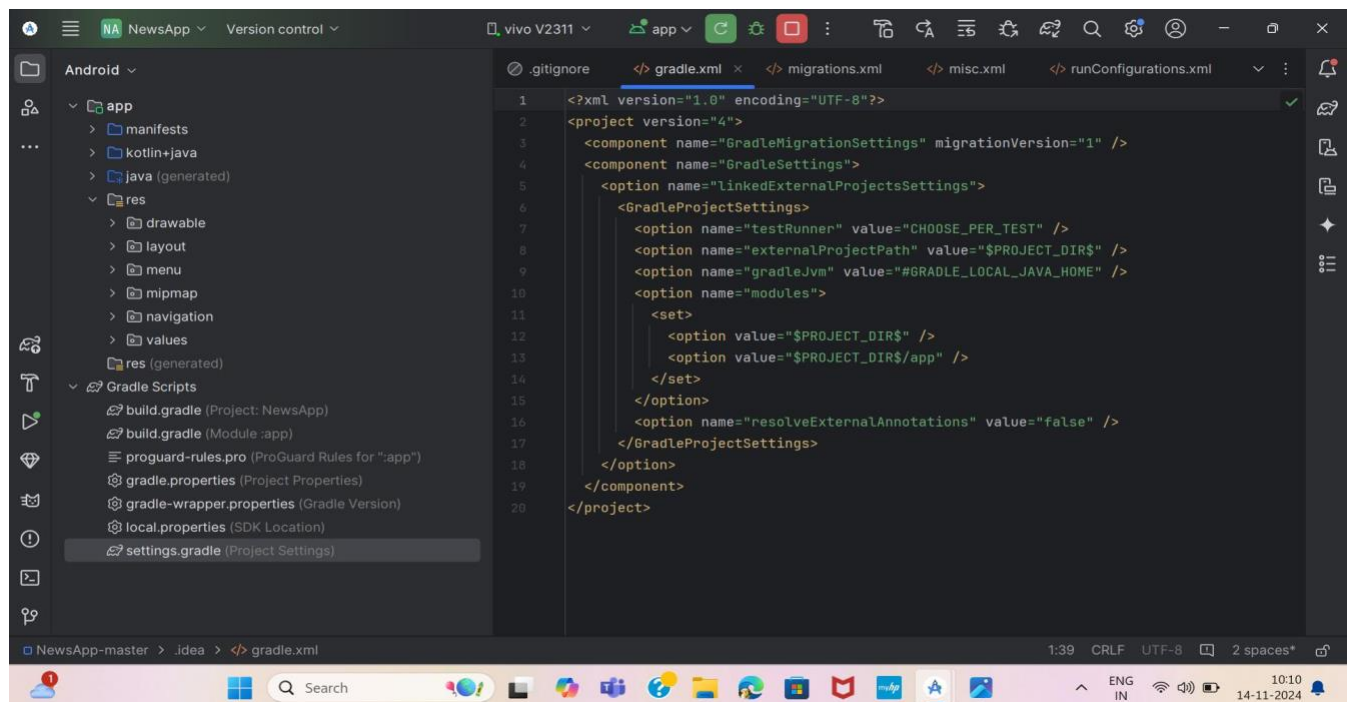 NA NewsApp Version control vivo V2311 app
Android
.gitignore gradle.xml migrations.xml misc.xml runConfigurations.xml
app
manifests
kotlin+java
java (generated)
res
drawable
layout
menu
mipmap
navigation
values
res (generated)
Gradle Scripts
build.gradle (Project: NewsApp)
build.gradle (Module :app)
proguard-rules.pro (ProGuard Rules for ":app")
gradle.properties (Project Properties)
gradle-wrapper.properties (Gradle Version)
local.properties (SDK Location)
settings.gradle (Project Settings)
1 <?xml version="1.0" encoding="UTF-8"?>
2 <project version="4">
3 <component name="GradleMigrationSettings" migrationVersion="1" />
4 <component name="GradleSettings">
5 <option name="linkedExternalProjectsSettings">
6 <GradleProjectSettings>
7 <option name="testRunner" value="CHOOSE_PER_TEST" />
8 <option name="externalProjectPath" value="$PROJECT_DIR$" />
9 <option name="gradleJvm" value="#GRADLE_LOCAL_JAVA_HOME" />
10 <option name="modules">
11 <set>
12 <option value="$PROJECT_DIR$" />
13 <option value="$PROJECT_DIR$/app" />
14 </set>
15 </option>
16 <option name="resolveExternalAnnotations" value="false" />
17 </GradleProjectSettings>
18 </option>
19 </component>
20 </project>
NewsApp-master > .idea > gradle.xml 1:39 CRLF UTF-8 2 spaces*
1 Search myhp ENG 10:10
IN 14-11-2024